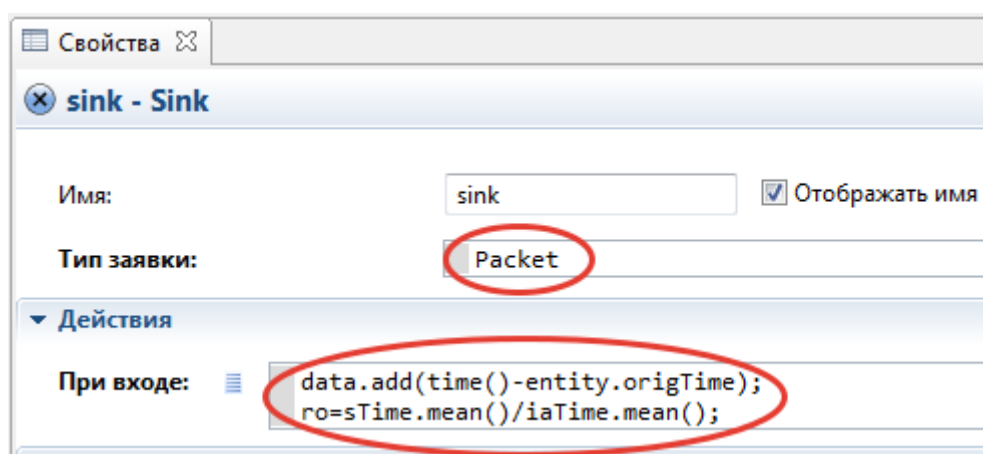 Свойства
sink - Sink
Имя: sink Отображать имя
Тип заявки: Packet
Действия
При входе: data.add(time()-entity.origTime);
ro=sTime.mean()/iaTime.mean();